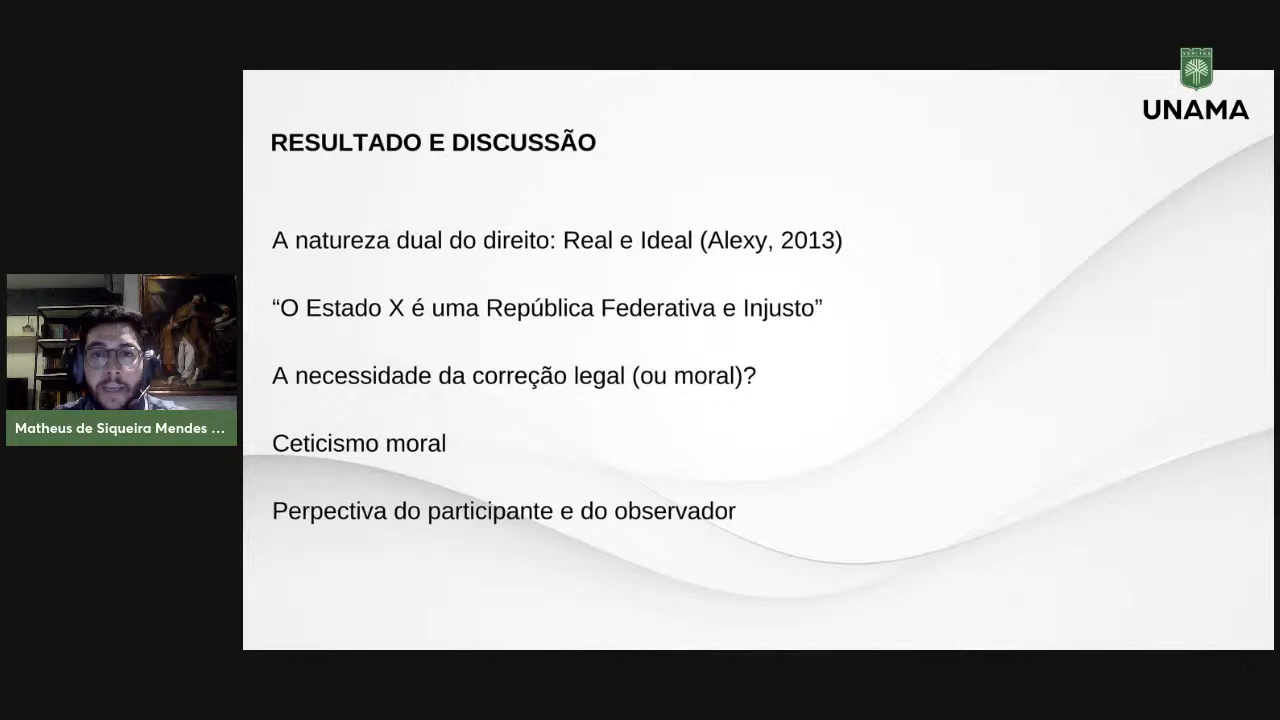 VERITAS
UNAMA
RESULTADO E DISCUSSÃO
A natureza dual do direito: Real e Ideal (Alexy, 2013)
“O Estado X é uma República Federativa e Injusto”
A necessidade da correção legal (ou moral)?
Ceticismo moral
Perpectiva do participante e do observador
Matheus de Siqueira Mendes ...